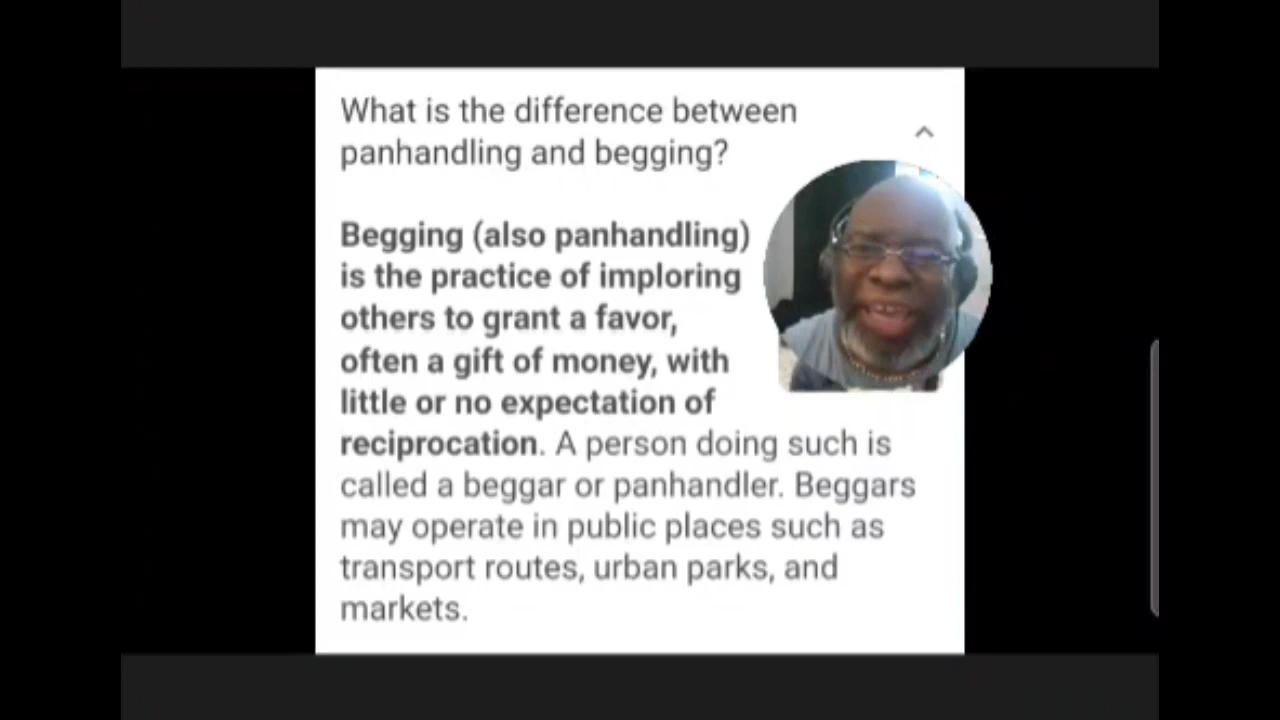 What is the difference between
panhandling and begging?
Begging (also panhandling)
is the practice of imploring
others to grant a favor,
often a gift of money, with
little or no expectation of
reciprocation. A person doing such is
called a beggar or panhandler. Beggars
may operate in public places such as
transport routes, urban parks, and
markets.